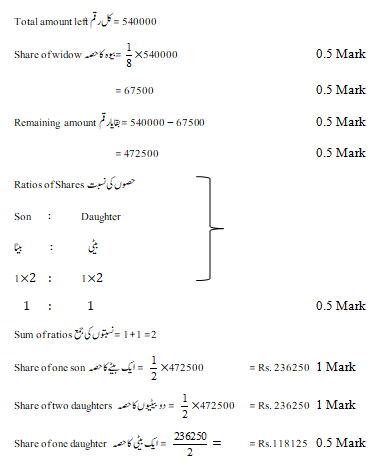 Total amount left کل رقم = 540000
Share of widow بیوہ کا حصہ = 1/8 ×540000 0.5 Mark
= 67500 0.5 Mark
Remaining amount بقایا رقم = 540000 – 67500 0.5 Mark
= 472500 0.5 Mark
Ratios of Shares حصوں کی نسبت
Son : Daughter
بیٹا : بیٹی
1×2 : 1×2
1 : 1 0.5 Mark
Sum of ratios نسبتوں کی جمع = 1+1 =2
Share of one son ایک بیٹے کا حصہ = 1/2 ×472500 = Rs. 236250 1 Mark
Share of two daughters دو بیٹیوں کا حصہ = 1/2 ×472500 = Rs. 236250 1 Mark
Share of one daughter ایک بیٹی کا حصہ = 236250/2 = = Rs.118125 0.5 Mark